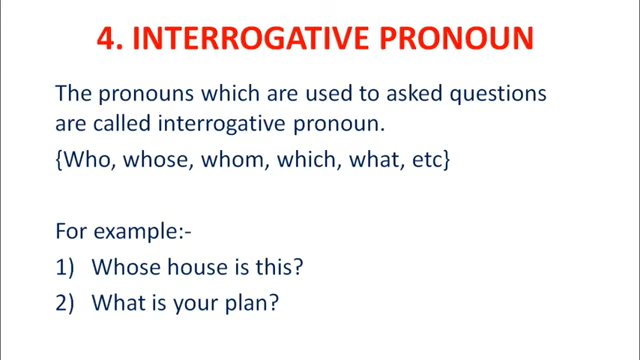 4. INTERROGATIVE PRONOUN
The pronouns which are used to asked questions
are called interrogative pronoun.
{Who, whose, whom, which, what, etc}
For example:-
1) Whose house is this?
2) What is your plan?